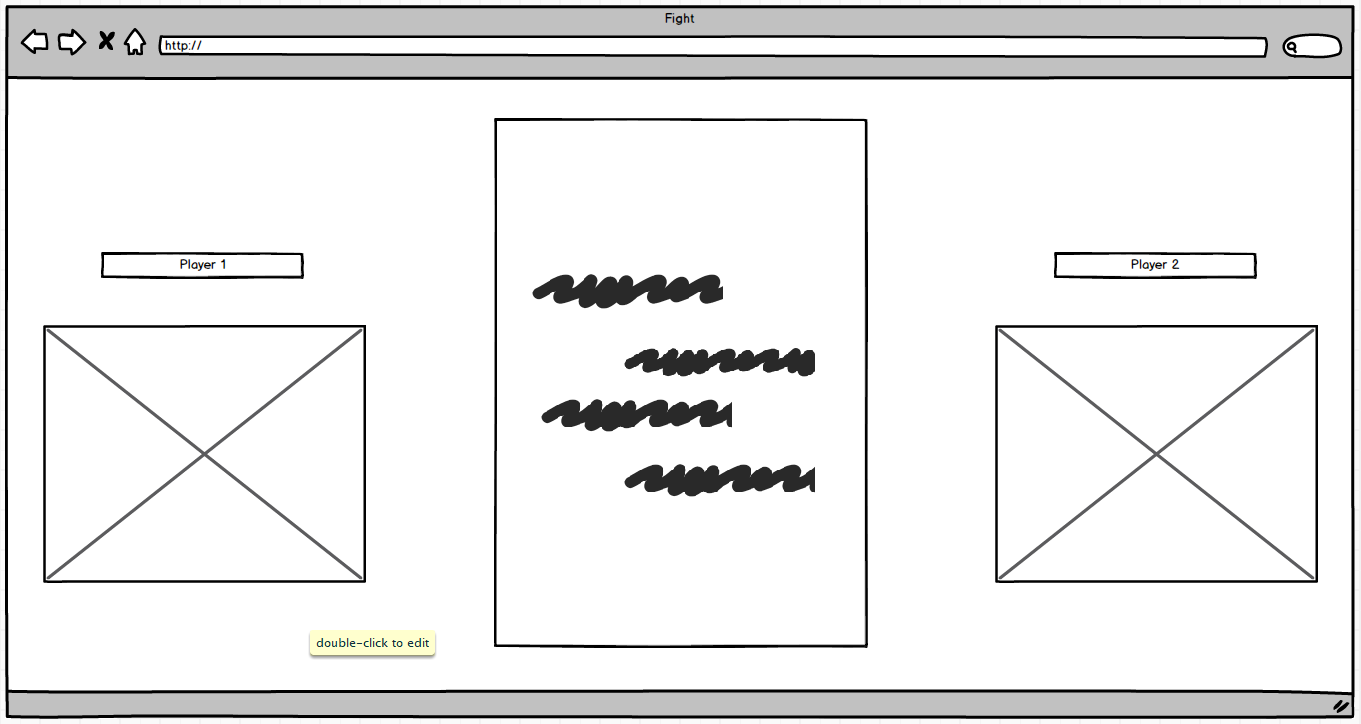 Fight
http://
Player 1
Player 2
double-click to edit